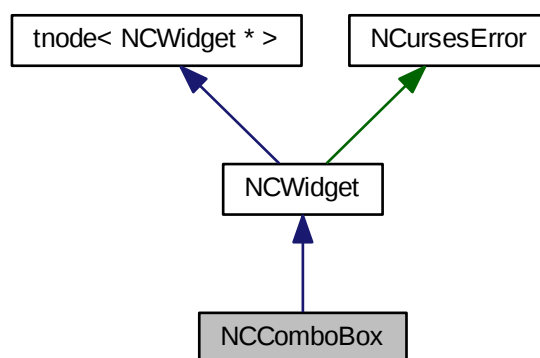 tnode< NCWidget * >
NCursesError
NCWidget
NCComboBox